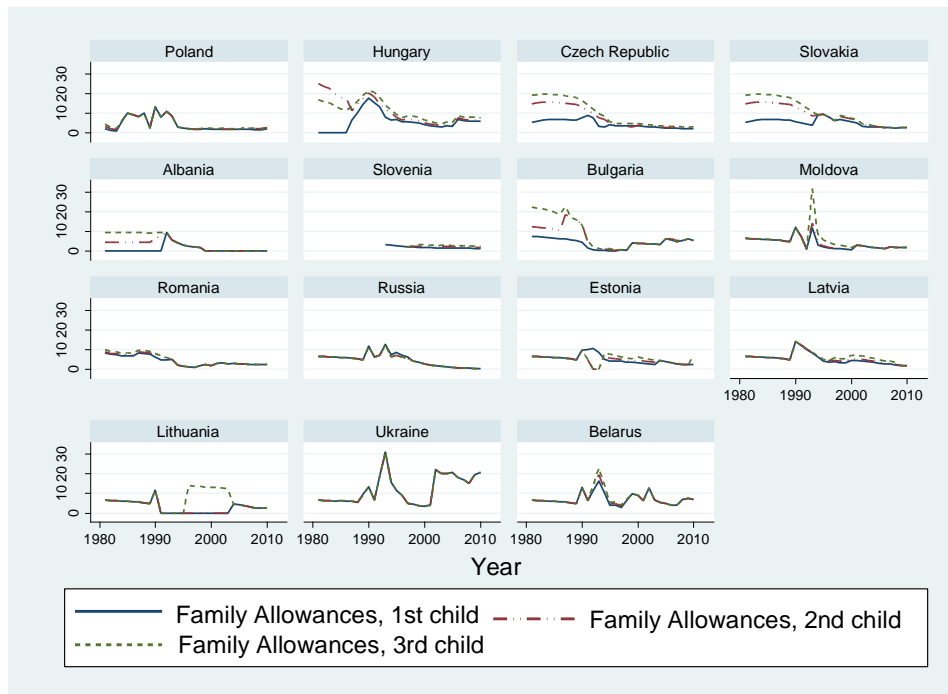 Poland Hungary Czech Republic Slovakia
0 10 20 30
Albania Slovenia Bulgaria Moldova
0 10 20 30
Romania Russia Estonia Latvia
0 10 20 30
1980 1990 2000 2010
Lithuania Ukraine Belarus
0 10 20 30
1980 1990 2000 2010 1980 1990 2000 2010 1980 1990 2000 2010
Year
Family Allowances, 1st child Family Allowances, 2nd child
Family Allowances, 3rd child